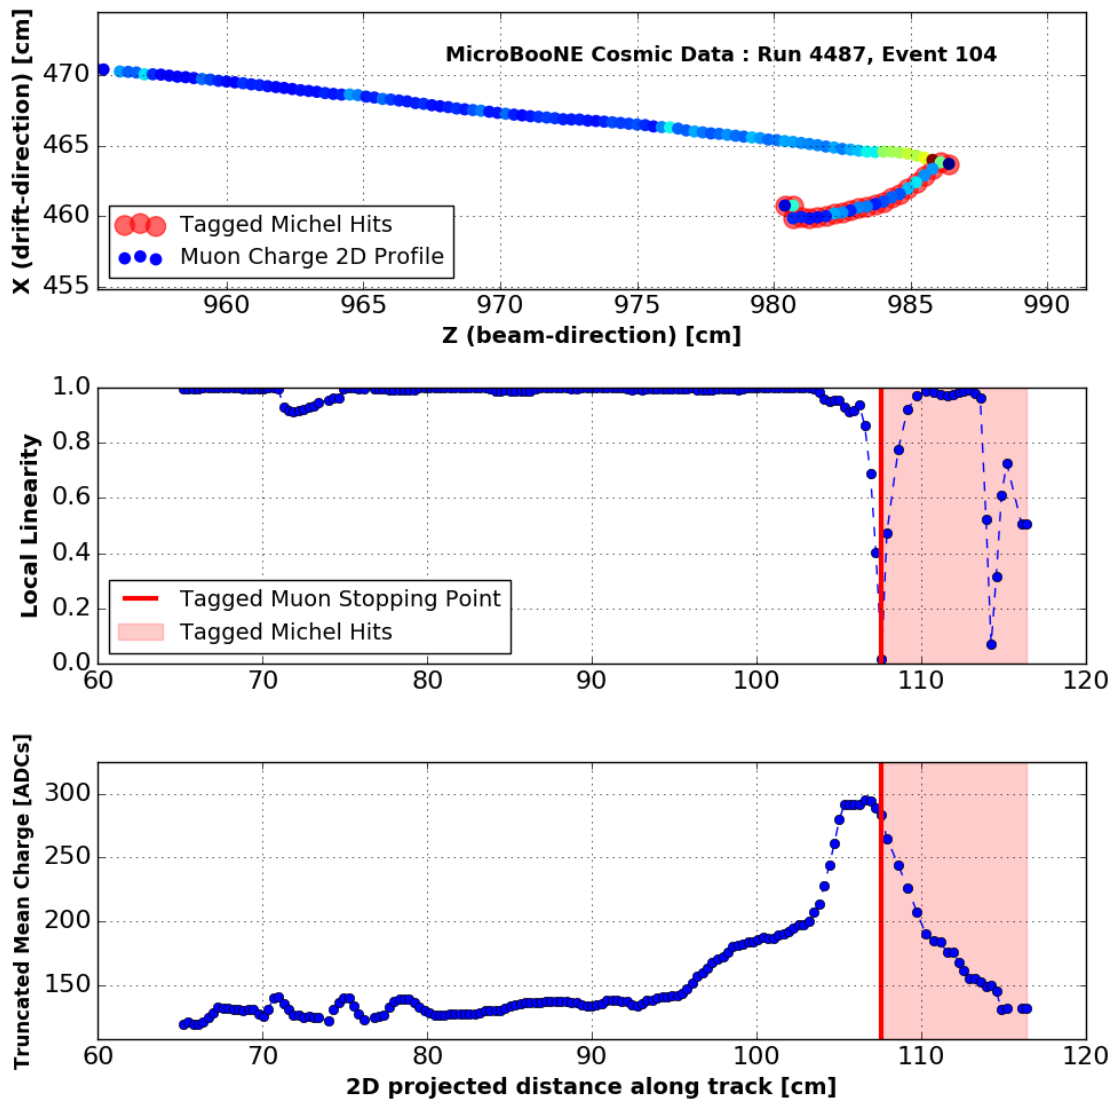 MicroBooNE Cosmic Data : Run 4487, Event 104
X (drift-direction) [cm]
470
465
460
455
Tagged Michel Hits
Muon Charge 2D Profile
960 965 970 975 980 985 990
Z (beam-direction) [cm]
Local Linearity
1.0
0.8
0.6
0.4
0.2
0.0
Tagged Muon Stopping Point
Tagged Michel Hits
60 70 80 90 100 110 120
Truncated Mean Charge [ADCs]
300
250
200
150
60 70 80 90 100 110 120
2D projected distance along track [cm]